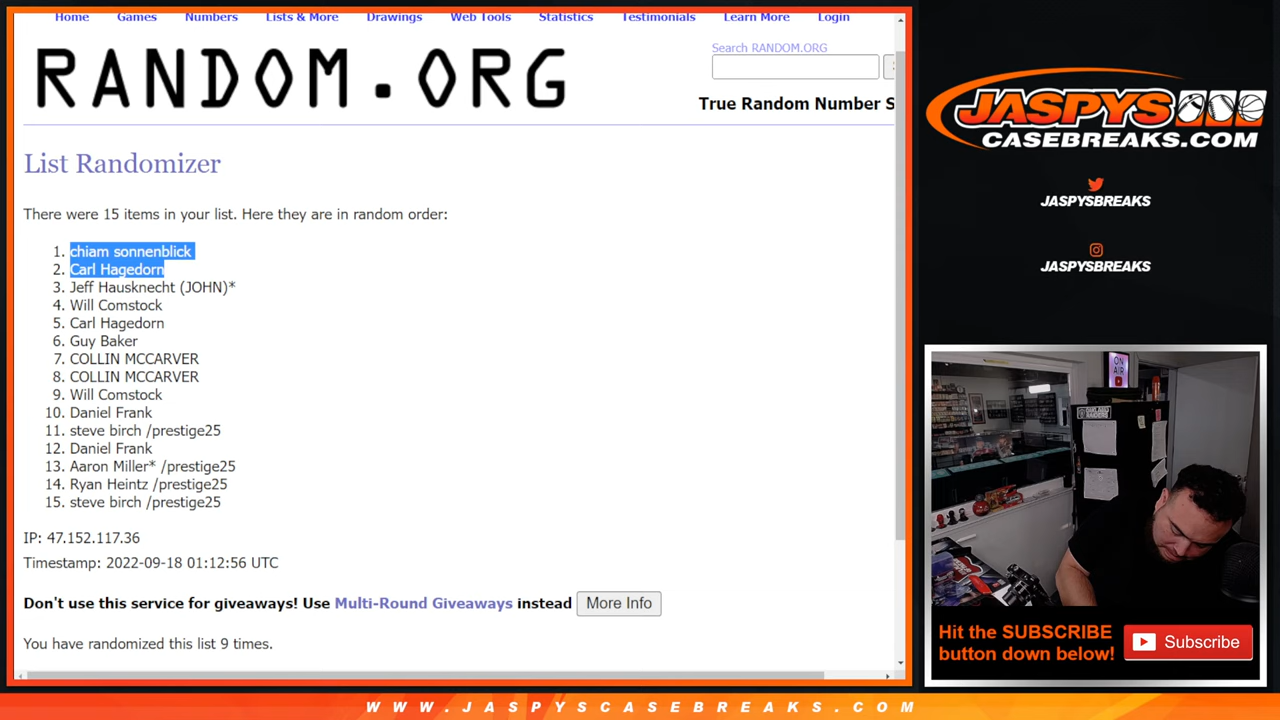 Home Games Numbers Lists & More Drawings Web Tools Statistics Testimonials Learn More Login
RANDOM.ORG
Search RANDOM.ORG
True Random Number S
List Randomizer
There were 15 items in your list. Here they are in random order:
1. chiam sonnenblick
2. Carl Hagedorn
3. Jeff Hausknecht (JOHN)*
4. Will Comstock
5. Carl Hagedorn
6. Guy Baker
7. COLLIN MCCARVER
8. COLLIN MCCARVER
9. Will Comstock
10. Daniel Frank
11. steve birch /prestige25
12. Daniel Frank
13. Aaron Miller* /prestige25
14. Ryan Heintz /prestige25
15. steve birch /prestige25
IP: 47.152.117.36
Timestamp: 2022-09-18 01:12:56 UTC
Don't use this service for giveaways! Use Multi-Round Giveaways instead More Info
You have randomized this list 9 times.
JASPYS
CASEBREAKS.COM
JASPYSBREAKS
JASPYSBREAKS
ON
AIR
Hit the SUBSCRIBE
button down below!
Subscribe
WWW.JASPYSCASEBREAKS.COM